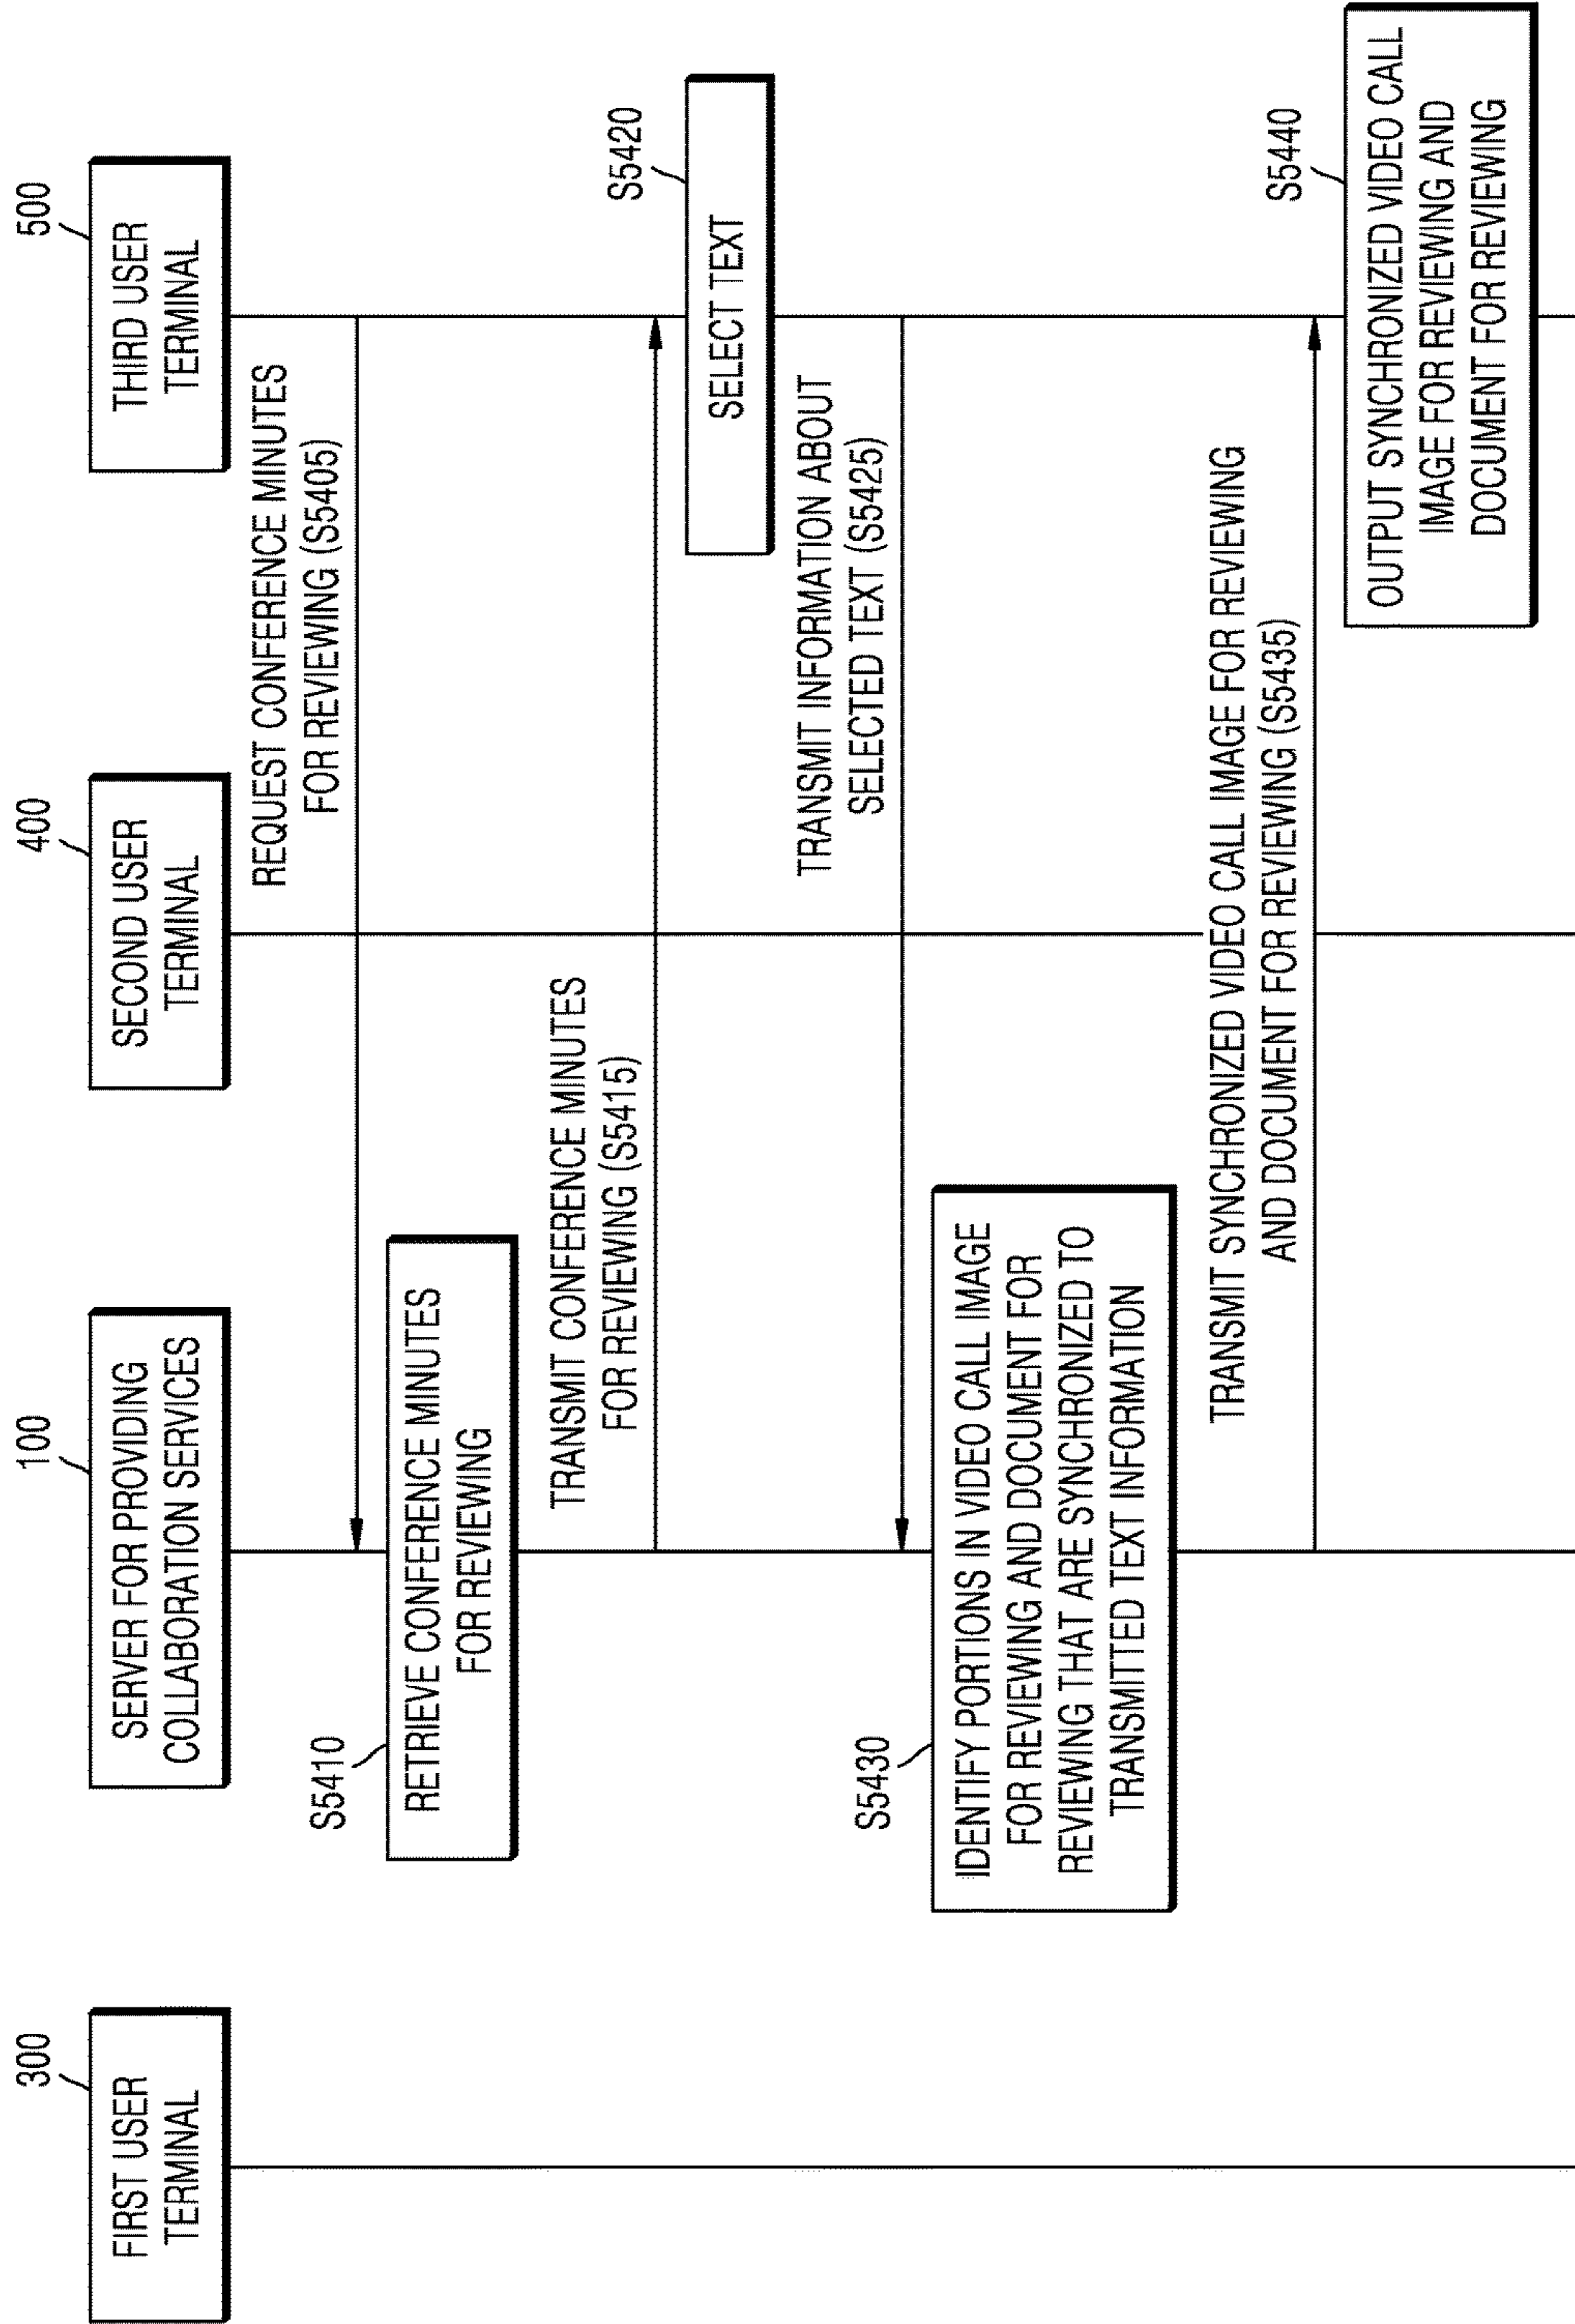 300
FIRST USER
TERMINAL
100
SERVER FOR PROVIDING
COLLABORATION SERVICES
400
SECOND USER
TERMINAL
500
THIRD USER
TERMINAL
REQUEST CONFERENCE MINUTES
FOR REVIEWING (S5405)
S5410
RETRIEVE CONFERENCE MINUTES
FOR REVIEWING
TRANSMIT CONFERENCE MINUTES
FOR REVIEWING (S5415)
S5420
SELECT TEXT
TRANSMIT INFORMATION ABOUT
SELECTED TEXT (S5425)
S5430
IDENTIFY PORTIONS IN VIDEO CALL IMAGE
FOR REVIEWING AND DOCUMENT FOR
REVIEWING THAT ARE SYNCHRONIZED TO
TRANSMITTED TEXT INFORMATION
TRANSMIT SYNCHRONIZED VIDEO CALL IMAGE FOR REVIEWING
AND DOCUMENT FOR REVIEWING (S5435)
S5440
OUTPUT SYNCHRONIZED VIDEO CALL
IMAGE FOR REVIEWING AND
DOCUMENT FOR REVIEWING